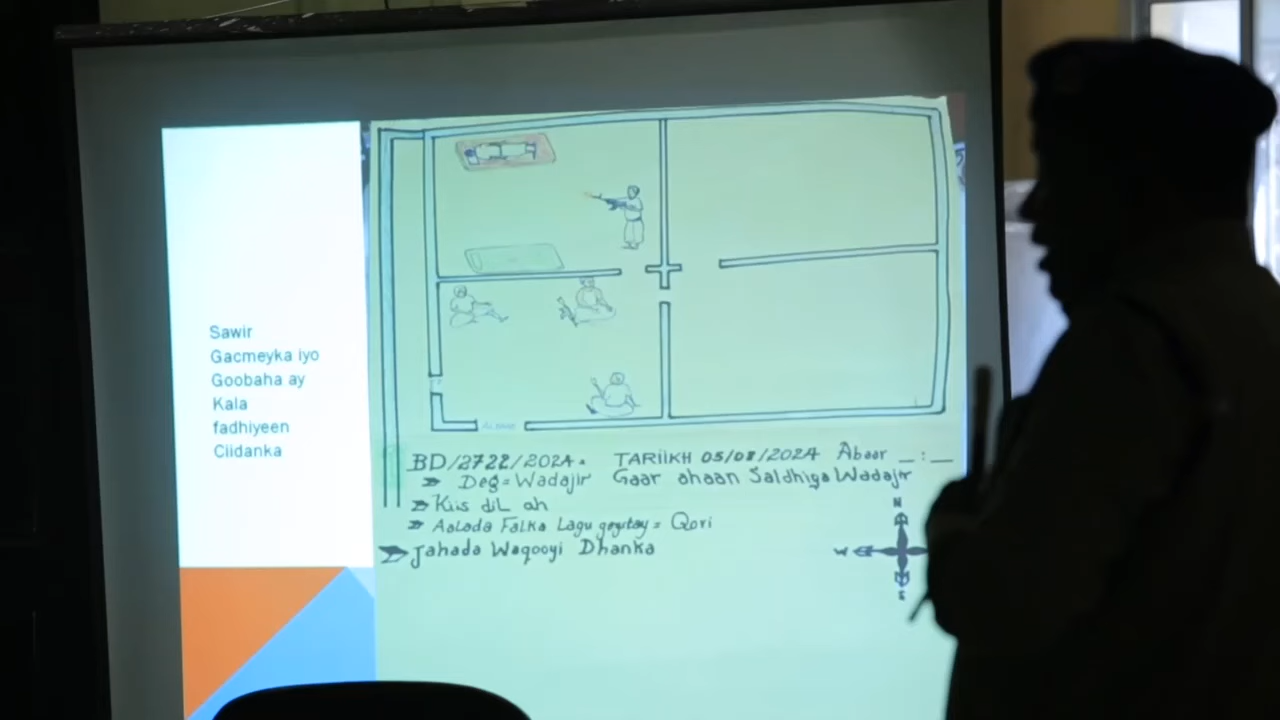 Sawir
Gacmeyka iyo
Goobaha ay
Kala
fadhiyeen
Ciidanka
BD/2722/2024. TARIIKH 05/08/2024 Abaar _:_
Deg=Wadajir Gaar ahaan Saldhiga Wadajir
Kiis diL ah
Aalada Falka Lagu geystay= Qori
Jahada Waqooyi Dhanka
N
W
S